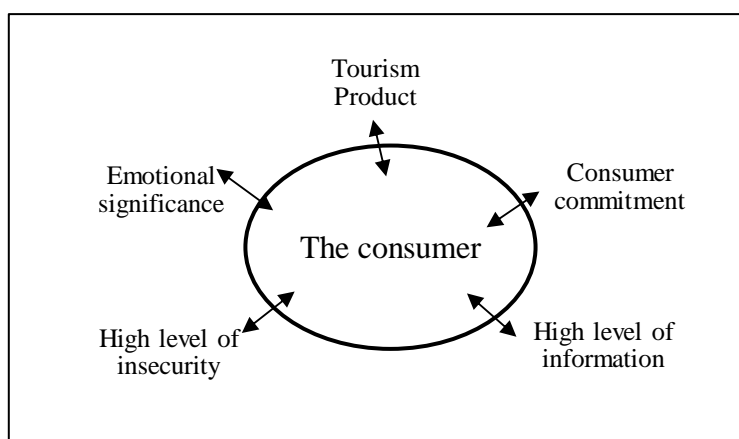 Tourism
Product
Emotional
significance
Consumer
commitment
The consumer
High level of
insecurity
High level of
information